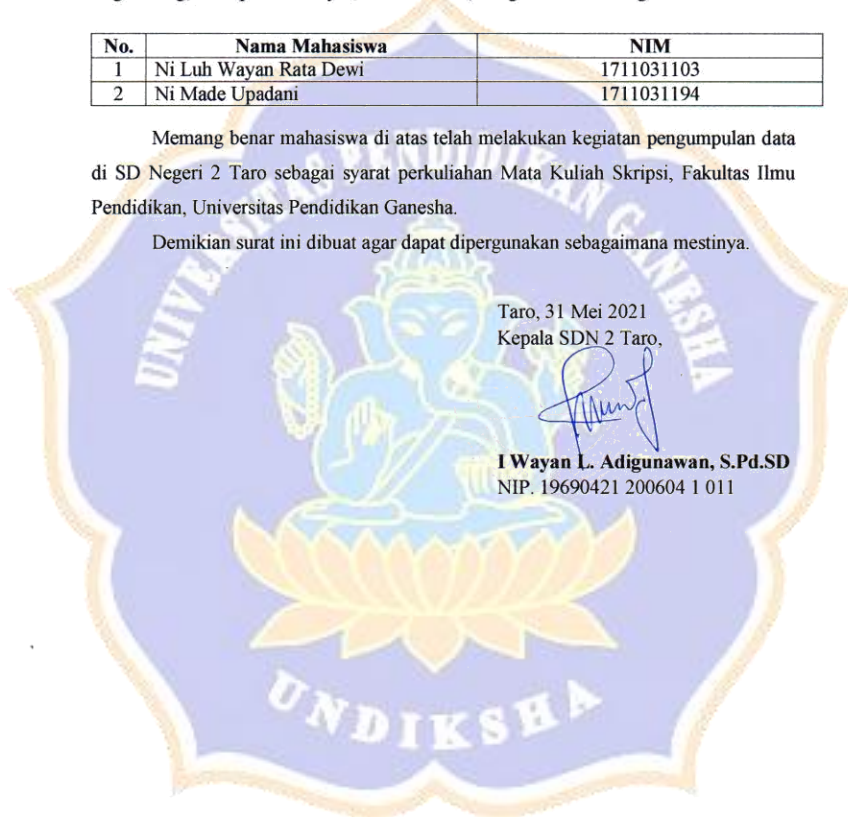 No. Nama Mahasiswa NIM
1 Ni Luh Wayan Rata Dewi 1711031103
2 Ni Made Upadani 1711031194
Memang benar mahasiswa di atas telah melakukan kegiatan pengumpulan data
di SD Negeri 2 Taro sebagai syarat perkuliahan Mata Kuliah Skripsi, Fakultas Ilmu
Pendidikan, Universitas Pendidikan Ganesha.
Demikian surat ini dibuat agar dapat dipergunakan sebagaimana mestinya.
Taro, 31 Mei 2021
Kepala SDN 2 Taro,
I Wayan L. Adigunawan, S.Pd.SD
NIP. 19690421 200604 1 011
UNIVERSITAS PENDIDIKAN GANESHA
UNDIKSHA